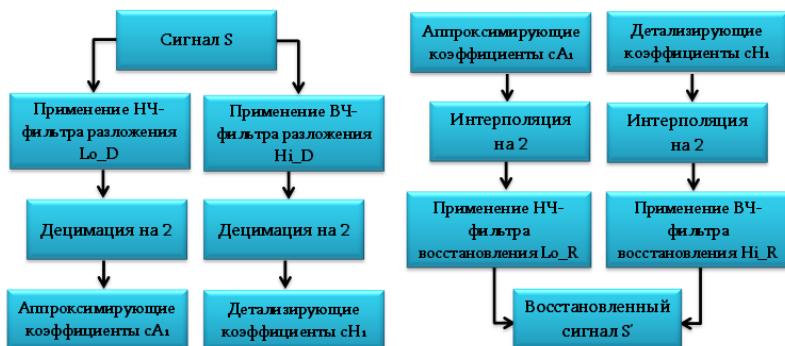 Сигнал S
Применение НЧ-
фильтра разложения
Lo_D
Применение ВЧ-
фильтра разложения
Hi_D
Децимация на 2
Децимация на 2
Аппроксимирующие
коэффициенты cA₁
Детализирующие
коэффициенты cH₁
Аппроксимирующие
коэффициенты cA₁
Детализирующие
коэффициенты cH₁
Интерполяция
на 2
Интерполяция
на 2
Применение НЧ-
фильтра
восстановления Lo_R
Применение ВЧ-
фильтра
восстановления Hi_R
Восстановленный
сигнал S'